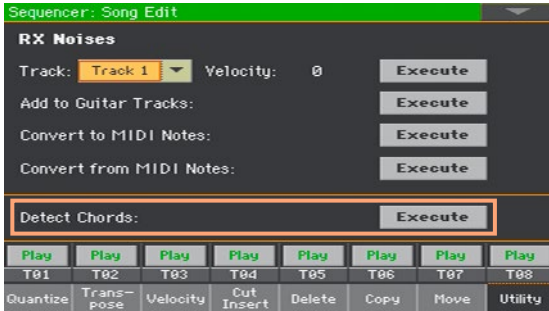 Sequencer: Song Edit
RX Noises
Track: Track 1 Velocity: 0 Execute
Add to Guitar Tracks: Execute
Convert to MIDI Notes: Execute
Convert from MIDI Notes: Execute
Detect Chords: Execute
Play Play Play Play Play Play Play Play
T01 T02 T03 T04 T05 T06 T07 T08
Quantize Trans-pose Velocity Cut Insert Delete Copy Move Utility